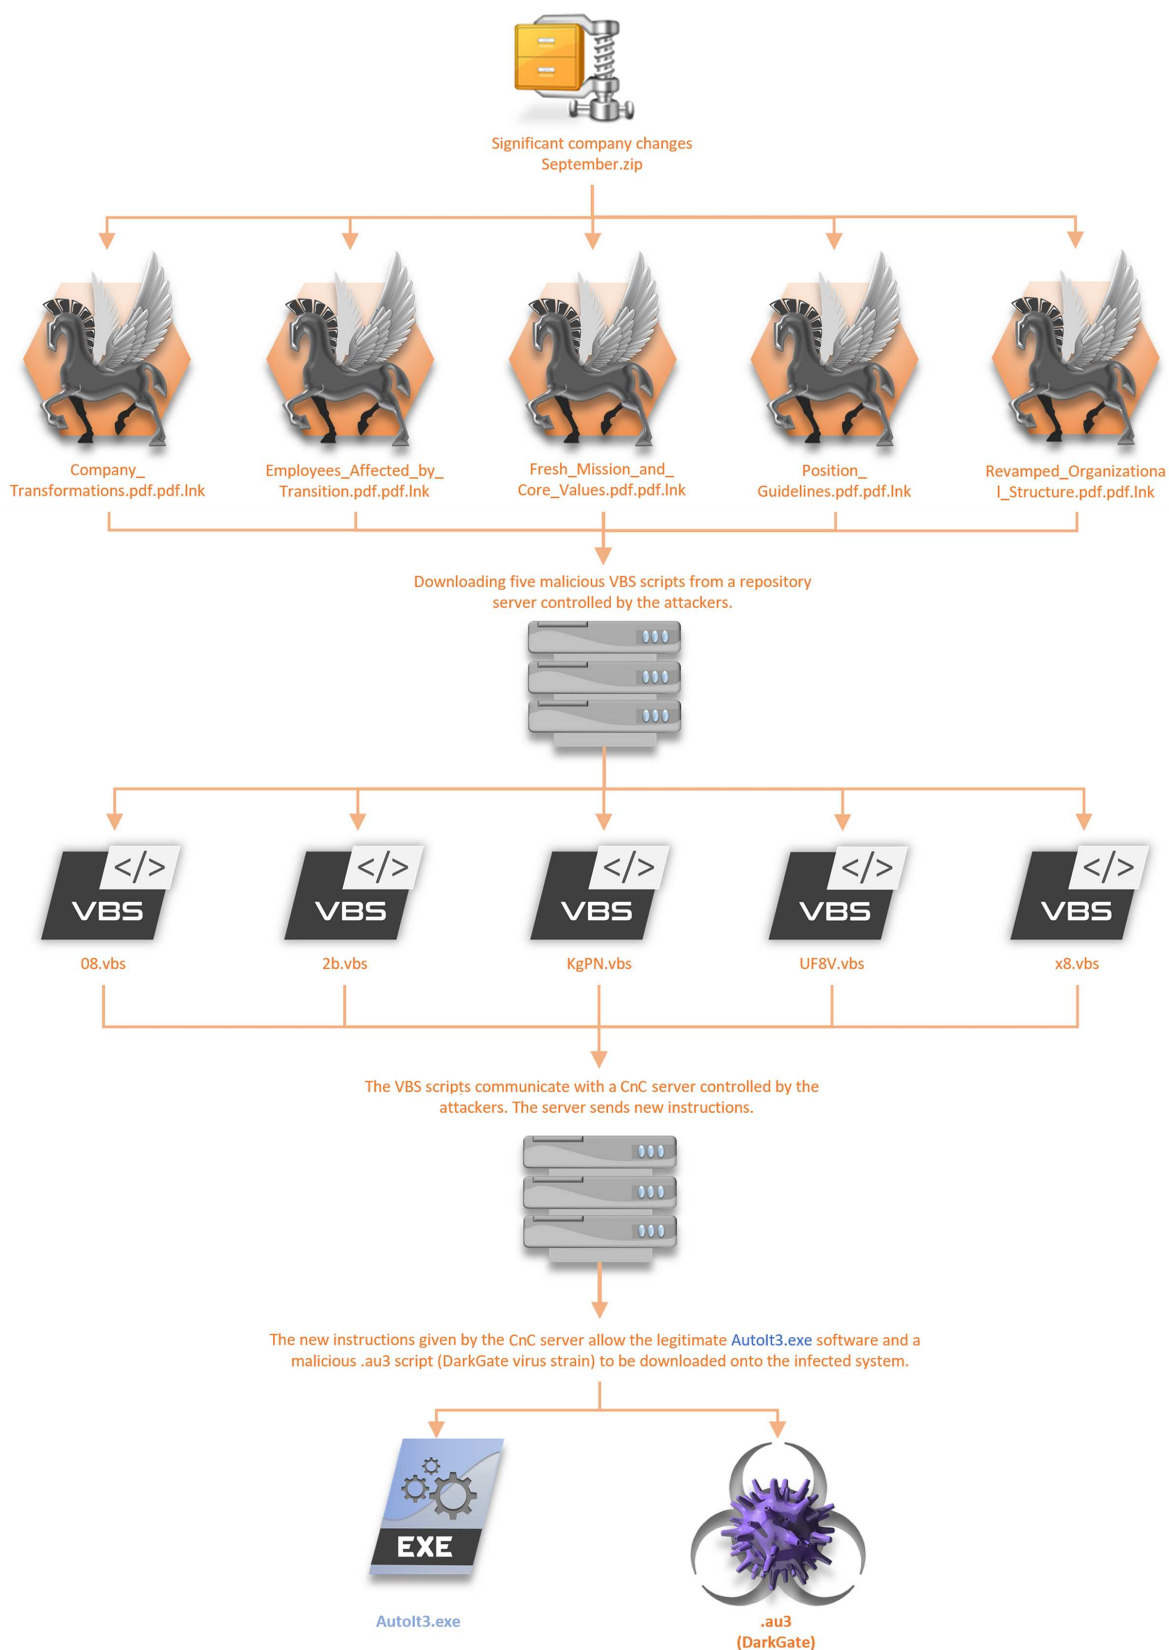 Significant company changes
September.zip
Company_
Transformations.pdf.pdf.lnk
Employees_Affected_by_
Transition.pdf.pdf.lnk
Fresh_Mission_and_
Core_Values.pdf.pdf.lnk
Position_
Guidelines.pdf.pdf.lnk
Revamped_Organizationa
l_Structure.pdf.pdf.lnk
Downloading five malicious VBS scripts from a repository
server controlled by the attackers.
</>
VBS
08.vbs
</>
VBS
2b.vbs
</>
VBS
KgPN.vbs
</>
VBS
UF8V.vbs
</>
VBS
x8.vbs
The VBS scripts communicate with a CnC server controlled by the
attackers. The server sends new instructions.
The new instructions given by the CnC server allow the legitimate AutoIt3.exe software and a
malicious .au3 script (DarkGate virus strain) to be downloaded onto the infected system.
EXE
AutoIt3.exe
.au3
(DarkGate)